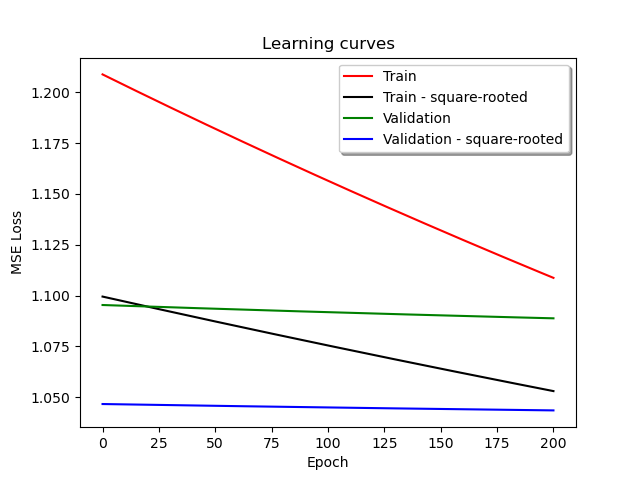 Learning curves
Train
Train - square-rooted
Validation
Validation - square-rooted
1.200
1.175
1.150
1.125
1.100
1.075
1.050
MSE Loss
0 25 50 75 100 125 150 175 200
Epoch